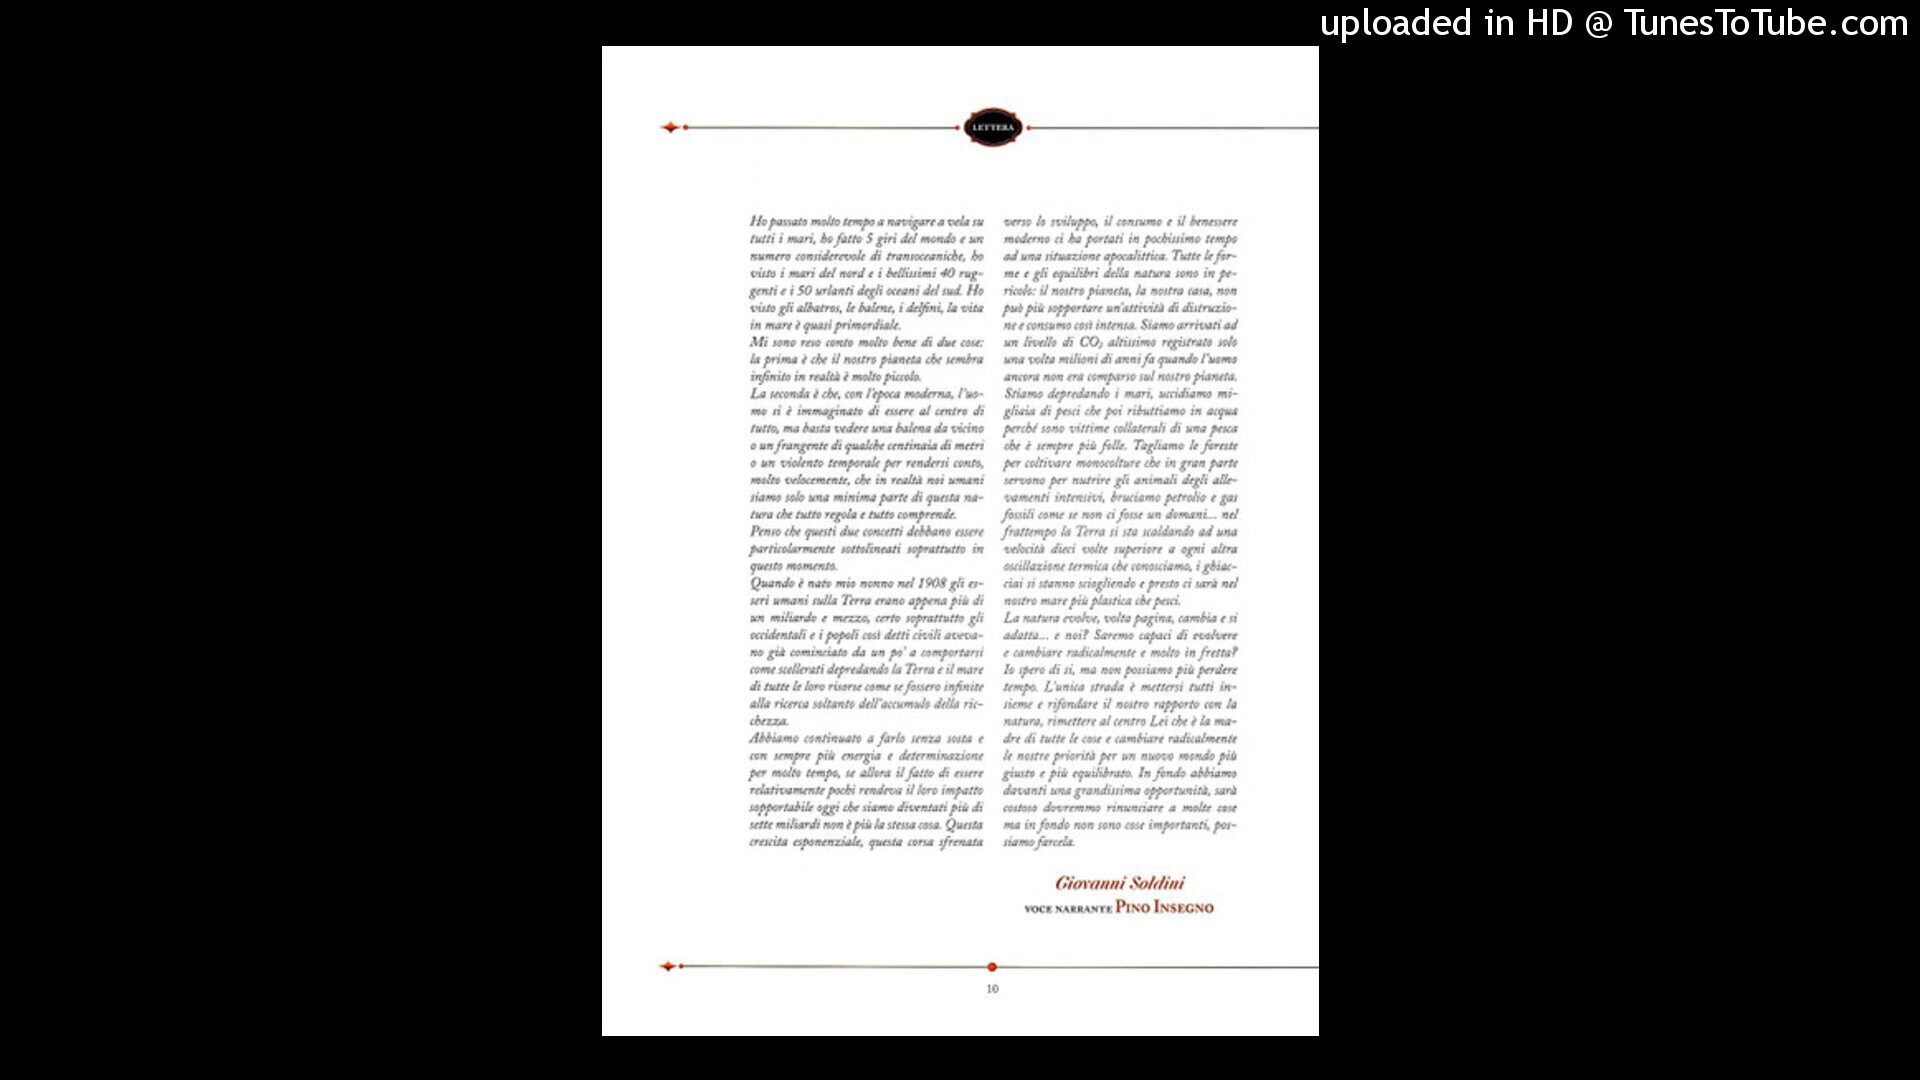 uploaded in HD @ TunesToTube.com
LETTERA
Ho passato molto tempo a navigare a vela su
tutti i mari, ho fatto 5 giri del mondo e un
numero considerevole di transoceaniche, ho
visto i mari del nord e i bellissimi 40 rug-
genti e i 50 urlanti degli oceani del sud. Ho
visto gli albatros, le balene, i delfini, la vita
in mare è quasi primordiale.
Mi sono reso conto molto bene di due cose:
la prima è che il nostro pianeta che sembra
infinito in realtà è molto piccolo.
La seconda è che, con l'epoca moderna, l'uo-
mo si è immaginato di essere al centro di
tutto, ma basta vedere una balena da vicino
o un frangente di qualche centinaia di metri
o un violento temporale per rendersi conto,
molto velocemente, che in realtà noi umani
siamo solo una minima parte di questa na-
tura che tutto regola e tutto comprende.
Penso che questi due concetti debbano essere
particolarmente sottolineati soprattutto in
questo momento.
Quando è nato mio nonno nel 1908 gli es-
seri umani sulla Terra erano appena più di
un miliardo e mezzo, certo soprattutto gli
occidentali e i popoli così detti civili aveva-
no già cominciato da un po' a comportarsi
come scellerati depredando la Terra e il mare
di tutte le loro risorse come se fossero infinite
alla ricerca soltanto dell'accumulo della ric-
chezza.
Abbiamo continuato a farlo senza sosta e
con sempre più energia e determinazione
per molto tempo, se allora il fatto di essere
relativamente pochi rendeva il loro impatto
sopportabile oggi che siamo diventati più di
sette miliardi non è più la stessa cosa. Questa
crescita esponenziale, questa corsa sfrenata
verso lo sviluppo, il consumo e il benessere
moderno ci ha portati in pochissimo tempo
ad una situazione apocalittica. Tutte le for-
me e gli equilibri della natura sono in pe-
ricolo: il nostro pianeta, la nostra casa, non
può più sopportare un'attività di distruzio-
ne e consumo così intensa. Siamo arrivati ad
un livello di CO₂ altissimo registrato solo
una volta milioni di anni fa quando l'uomo
ancora non era comparso sul nostro pianeta.
Stiamo depredando i mari, uccidiamo mi-
gliaia di pesci che poi ributtiamo in acqua
perché sono vittime collaterali di una pesca
che è sempre più folle. Tagliamo le foreste
per coltivare monocolture che in gran parte
servono per nutrire gli animali degli alle-
vamenti intensivi, bruciamo petrolio e gas
fossili come se non ci fosse un domani... nel
frattempo la Terra si sta scaldando ad una
velocità dieci volte superiore a ogni altra
oscillazione termica che conosciamo, i ghiac-
ciai si stanno sciogliendo e presto ci sarà nel
nostro mare più plastica che pesci.
La natura evolve, volta pagina, cambia e si
adatta... e noi? Saremo capaci di evolvere
e cambiare radicalmente e molto in fretta?
Io spero di sì, ma non possiamo più perdere
tempo. L'unica strada è mettersi tutti in-
sieme e rifondare il nostro rapporto con la
natura, rimettere al centro Lei che è la ma-
dre di tutte le cose e cambiare radicalmente
le nostre priorità per un nuovo mondo più
giusto e più equilibrato. In fondo abbiamo
davanti una grandissima opportunità, sarà
costoso dovremmo rinunciare a molte cose
ma in fondo non sono cose importanti, pos-
siamo farcela.
Giovanni Soldini
VOCE NARRANTE PINO INSEGNO
10